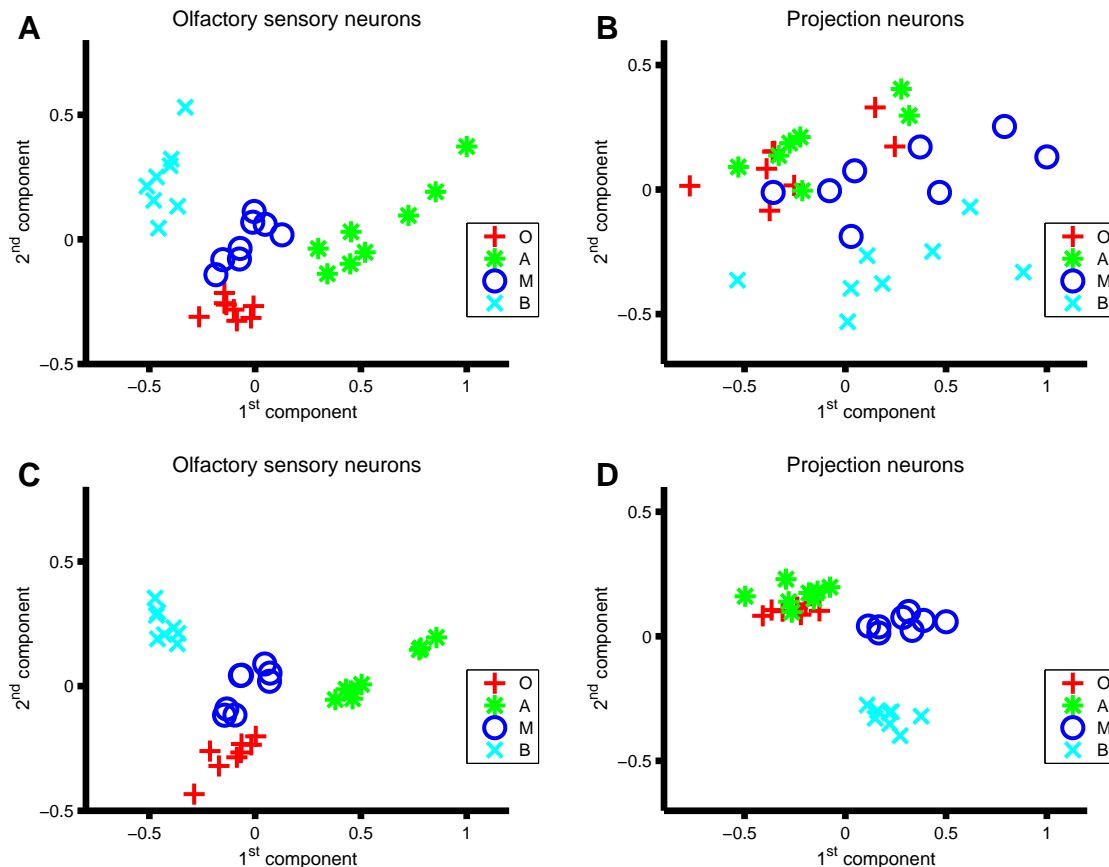 A
Olfactory sensory neurons
2nd component
0.5
0
−0.5
−0.5
0
0.5
1
1st component
O
A
M
B
B
Projection neurons
2nd component
0.5
0
−0.5
−0.5
0
0.5
1
1st component
O
A
M
B
C
Olfactory sensory neurons
2nd component
0.5
0
−0.5
−0.5
0
0.5
1
1st component
O
A
M
B
D
Projection neurons
2nd component
0.5
0
−0.5
−0.5
0
0.5
1
1st component
O
A
M
B